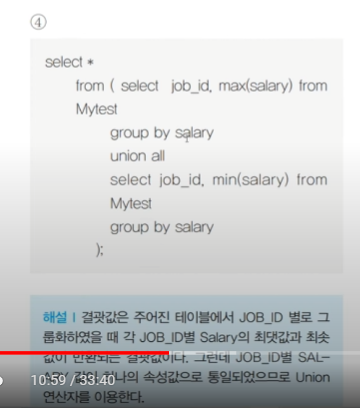 ④
select *
from ( select job_id, max(salary) from
Mytest
group by salary
union all
select job_id, min(salary) from
Mytest
group by salary
);
해설 | 결괏값은 주어진 테이블에서 JOB_ID 별로 그
룹화하였을 때 각 JOB_ID별 Salary의 최댓값과 최솟
값이 반환되는 결괏값이다. 그런데 JOB_ID별 SAL-
하나의 속성값으로 통일되었으므로 Union
연산자를 이용한다.
10:59 / 33:40